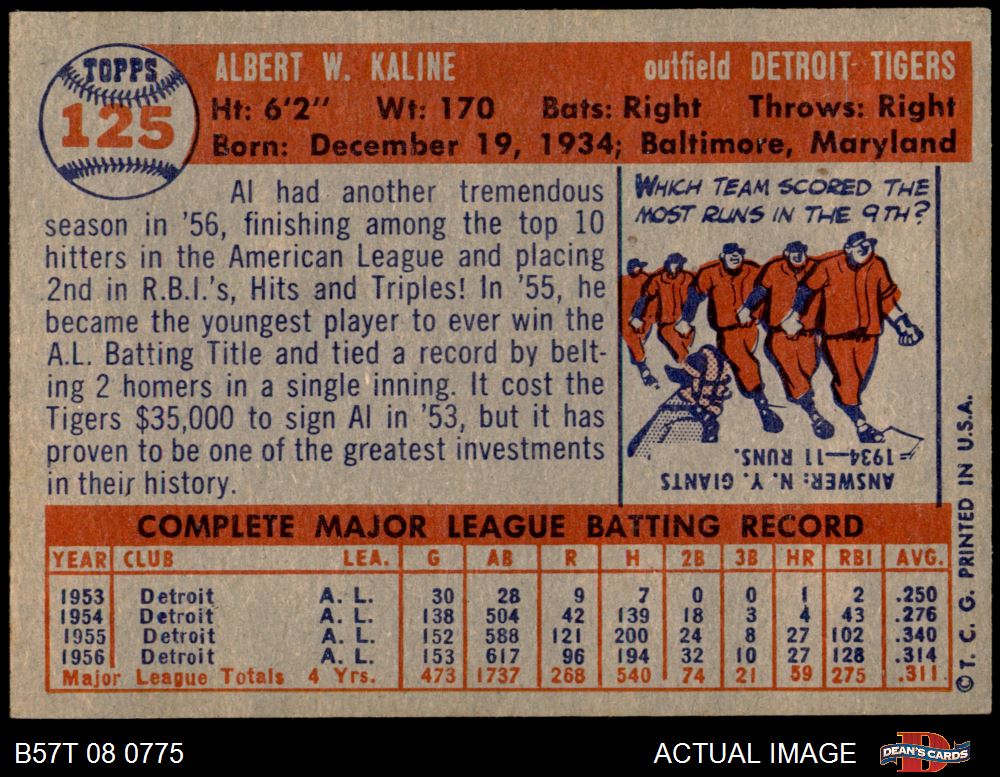 TOPPS
125
ALBERT W. KALINE outfield DETROIT TIGERS
Ht: 6'2" Wt: 170 Bats: Right Throws: Right
Born: December 19, 1934; Baltimore, Maryland
Al had another tremendous
season in '56, finishing among the top 10
hitters in the American League and placing
2nd in R.B.I.'s, Hits and Triples! In '55, he
became the youngest player to ever win the
A.L. Batting Title and tied a record by belt-
ing 2 homers in a single inning. It cost the
Tigers $35,000 to sign Al in '53, but it has
proven to be one of the greatest investments
in their history.
WHICH TEAM SCORED THE
MOST RUNS IN THE 9TH?
ANSWER: N. Y. GIANTS
—1934—11 RUNS.
COMPLETE MAJOR LEAGUE BATTING RECORD
YEAR CLUB LEA. G AB R H 2B 3B HR RBI AVG.
1953 Detroit A. L. 30 28 9 7 0 0 1 2 .250
1954 Detroit A. L. 138 504 42 139 18 3 4 43 .276
1955 Detroit A. L. 152 588 121 200 24 8 27 102 .340
1956 Detroit A. L. 153 617 96 194 32 10 27 128 .314
Major League Totals 4 Yrs. 473 1737 268 540 74 21 59 275 .311
© T. C. G. PRINTED IN U.S.A.
B57T 08 0775 ACTUAL IMAGE
DEAN'S CARDS